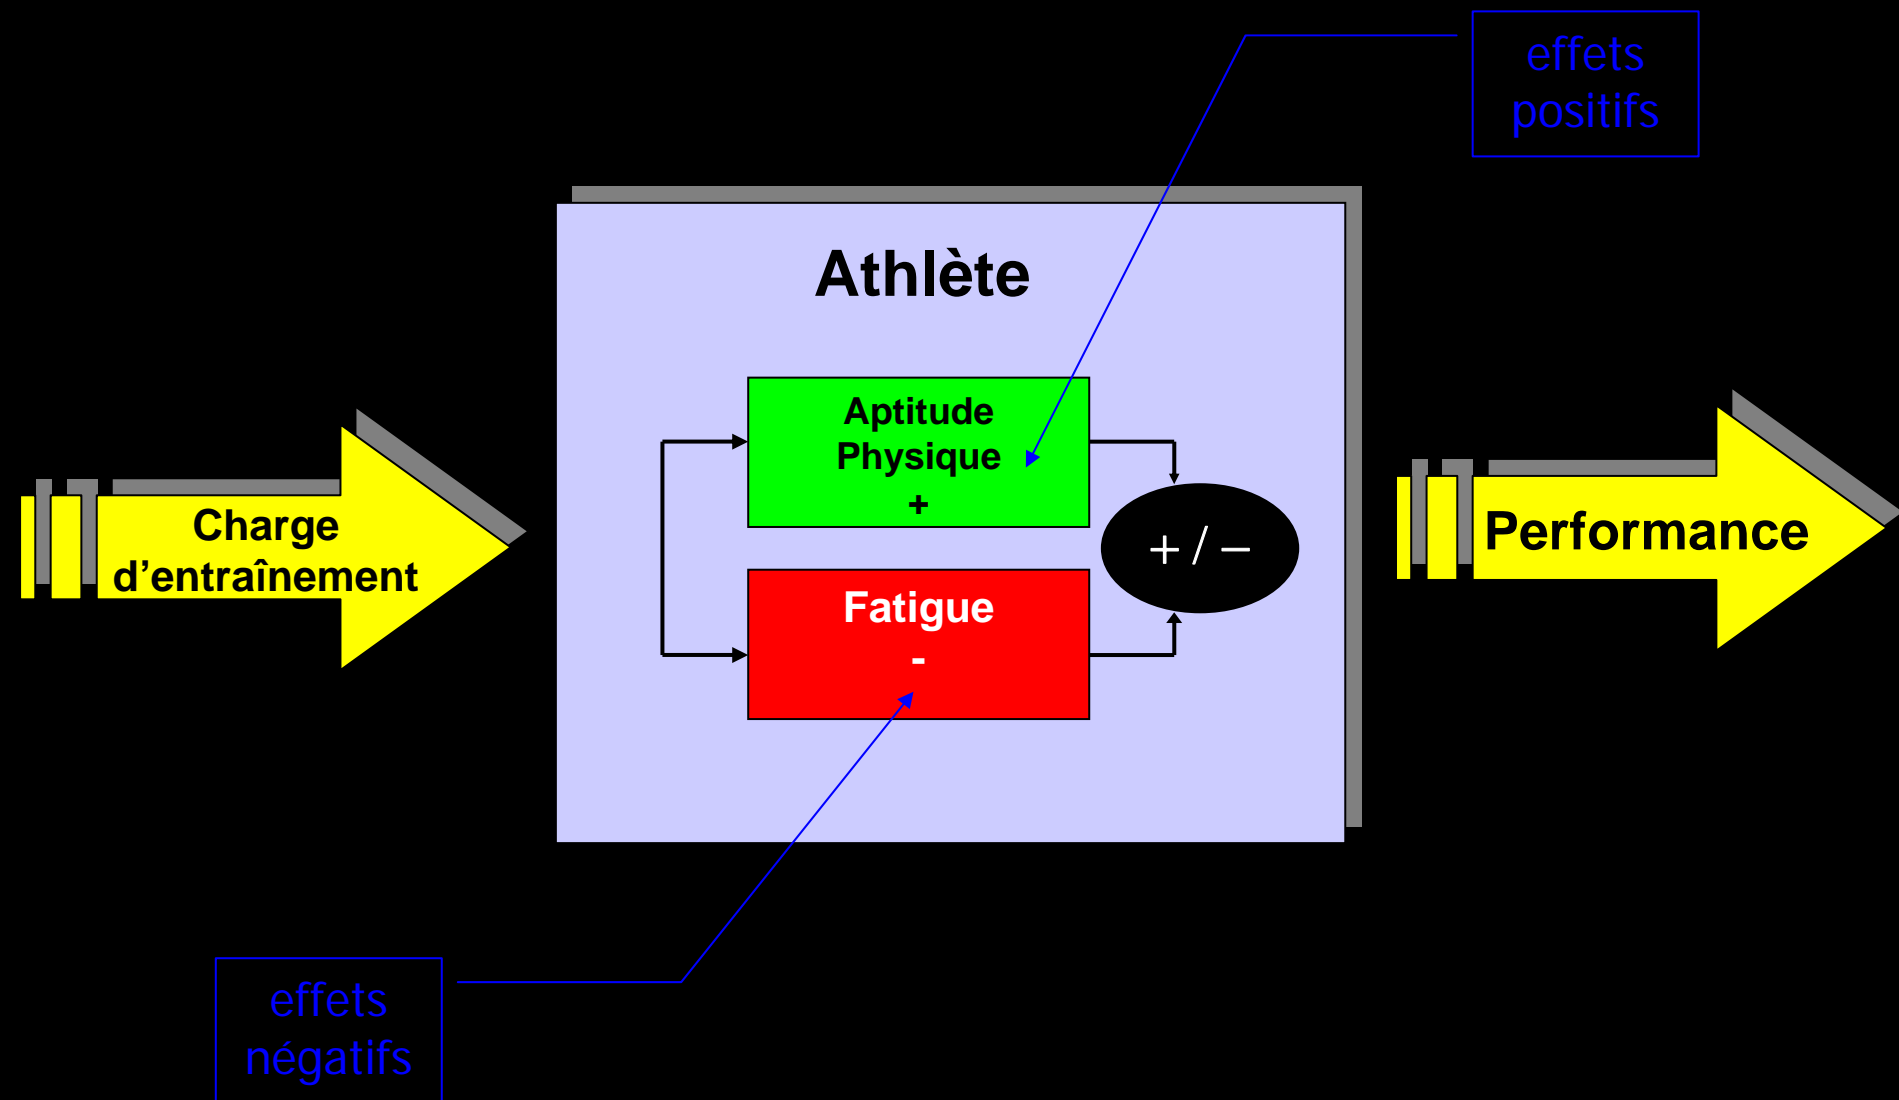 effets
positifs
Athlète
Aptitude
Physique
+
Charge
d’entraînement
+ / −
Performance
Fatigue
-
effets
négatifs